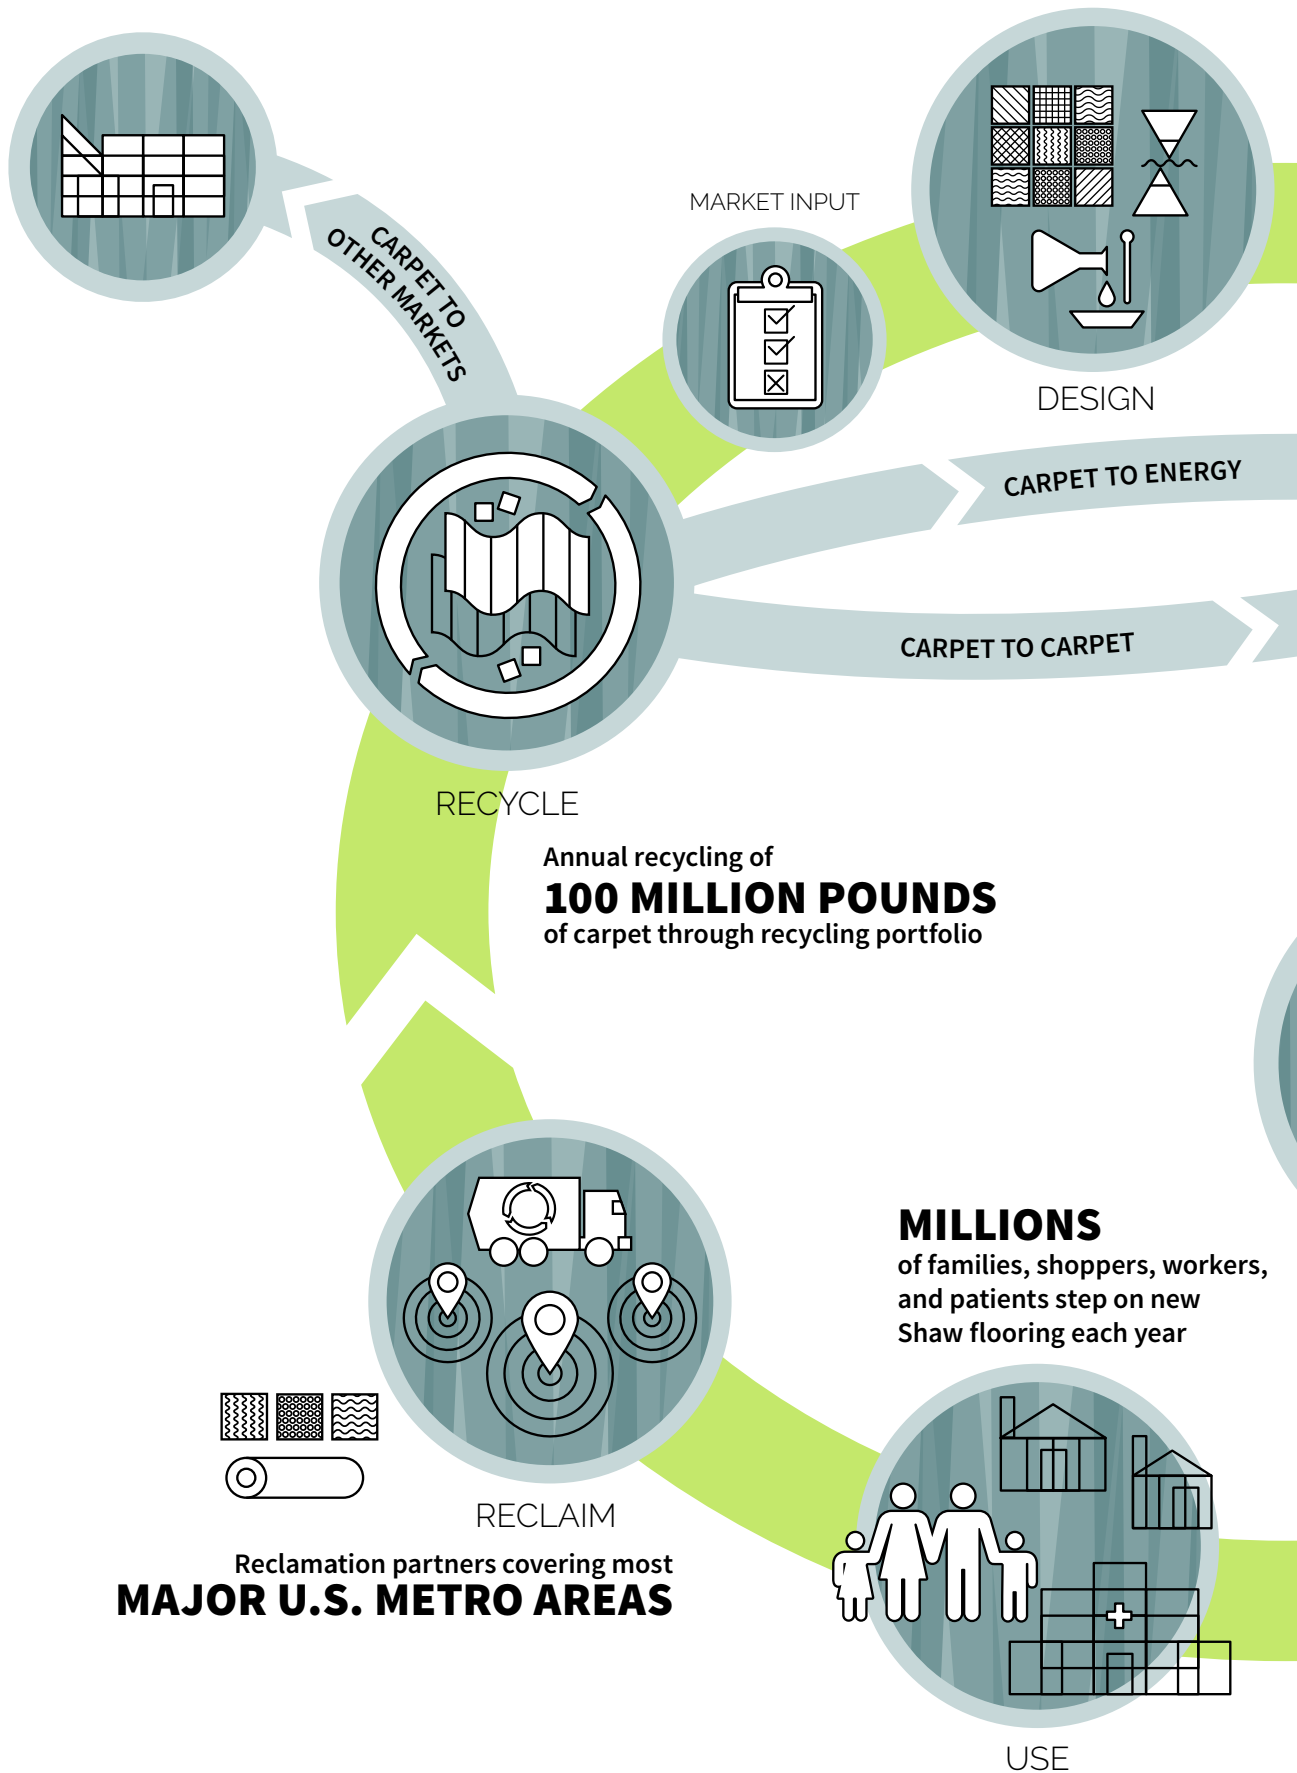 MARKET INPUT
DESIGN
CARPET TO
OTHER MARKETS
CARPET TO ENERGY
CARPET TO CARPET
RECYCLE
Annual recycling of
100 MILLION POUNDS
of carpet through recycling portfolio
MILLIONS
of families, shoppers, workers,
and patients step on new
Shaw flooring each year
RECLAIM
Reclamation partners covering most
MAJOR U.S. METRO AREAS
USE